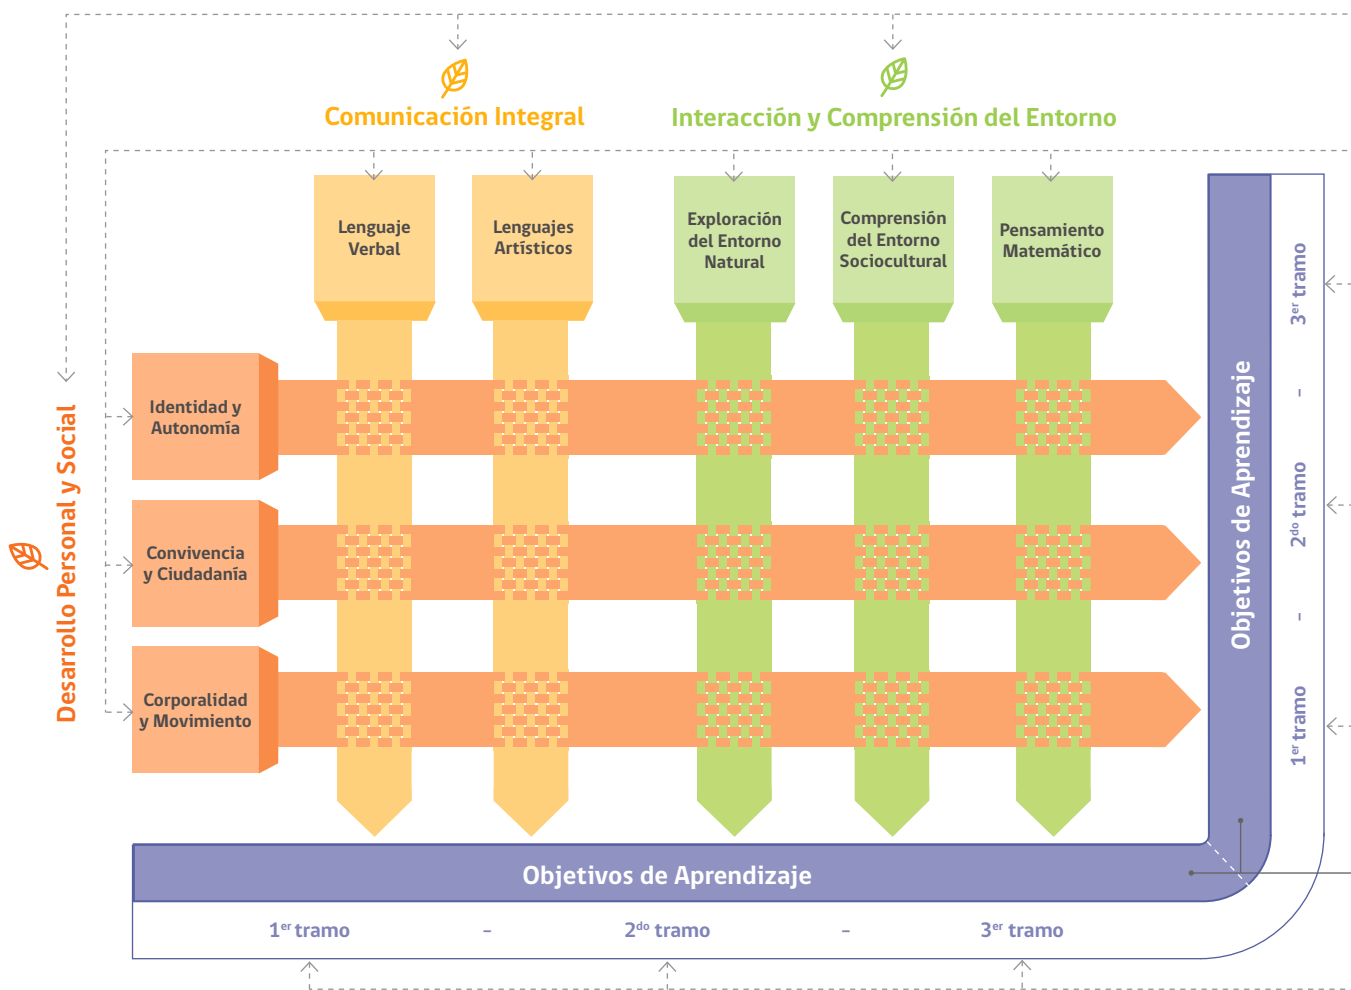 Comunicación Integral
Interacción y Comprensión del Entorno
Lenguaje
Verbal
Lenguajes
Artísticos
Exploración
del Entorno
Natural
Comprensión
del Entorno
Sociocultural
Pensamiento
Matemático
Desarrollo Personal y Social
Identidad y
Autonomía
Convivencia
y Ciudadanía
Corporalidad
y Movimiento
Objetivos de Aprendizaje
1er tramo - 2do tramo - 3er tramo
Objetivos de Aprendizaje
1er tramo - 2do tramo - 3er tramo